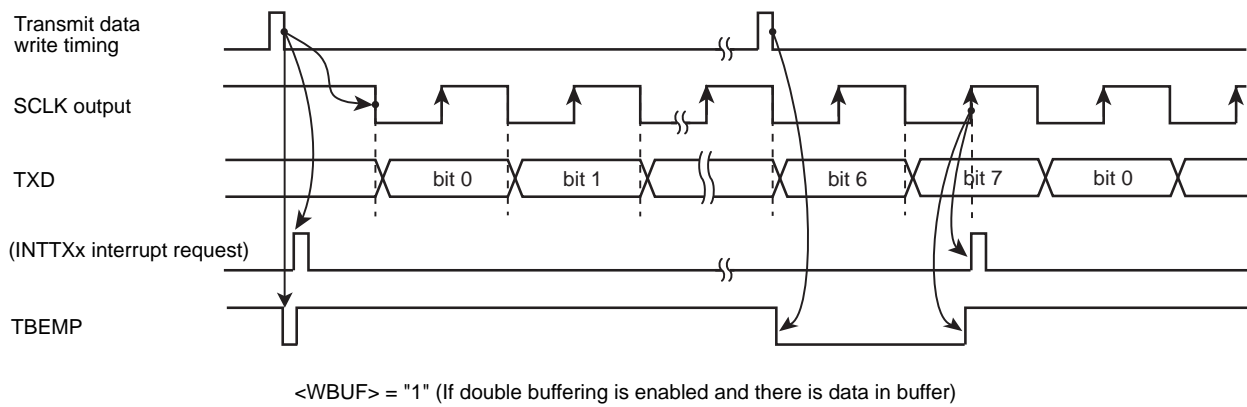 Transmit data
write timing
SCLK output
TXD
bit 0
bit 1
bit 6
bit 7
bit 0
(INTTXx interrupt request)
TBEMP
<WBUF> = "1" (If double buffering is enabled and there is data in buffer)